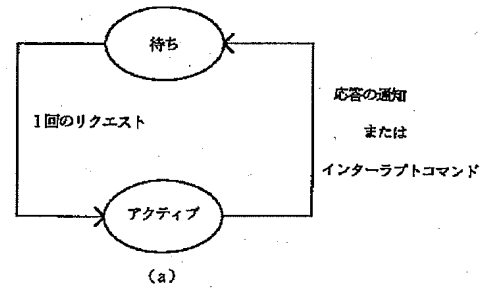 待ち
1回のリクエスト
応答の通知
または
インターラプトコマンド
アクティブ
(a)